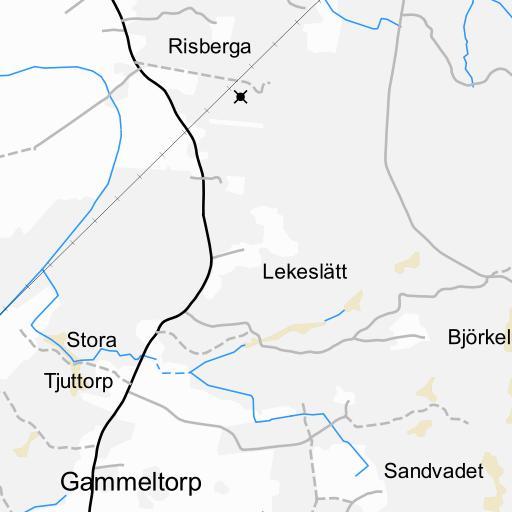 Risberga
Lekeslätt
Stora
Tjuttorp
Björkel
Gammeltorp
Sandvadet